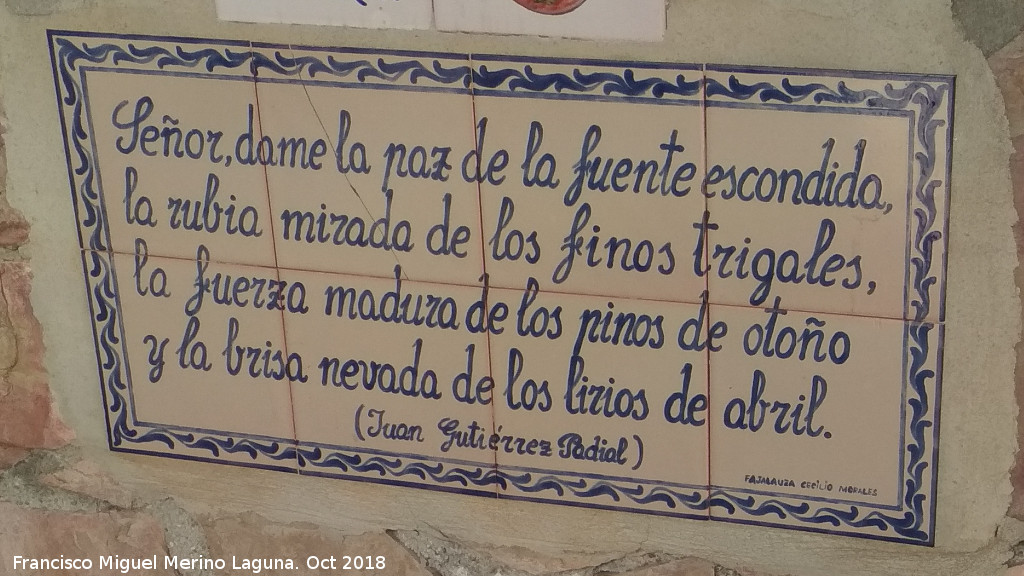 Señor, dame la paz de la fuente escondida,
la rubia mirada de los finos trigales,
la fuerza madura de los pinos de otoño
y la brisa nevada de los lirios de abril.
(Juan Gutiérrez Padial)
FAJALAUZA CECILIO MORALES
Francisco Miguel Merino Laguna. Oct 2018